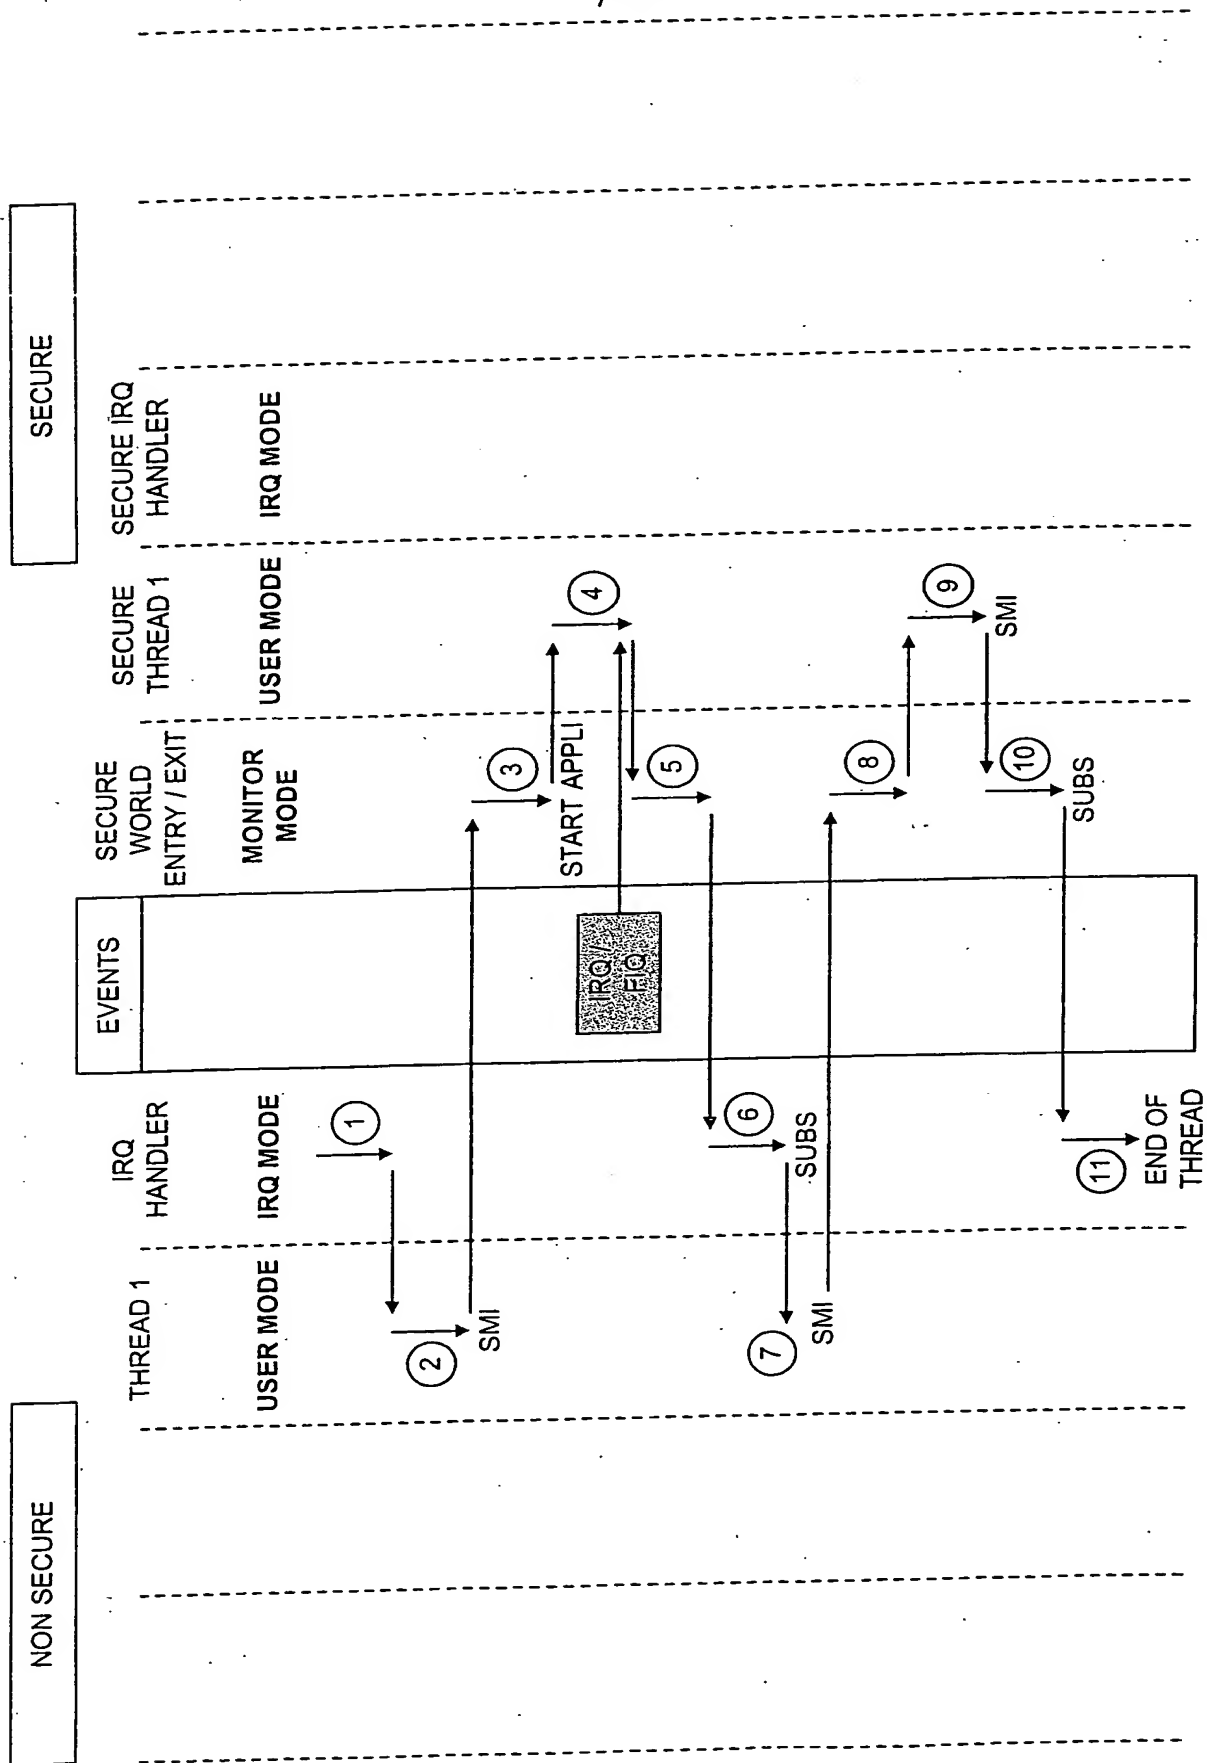 NON SECURE
SECURE
THREAD 1
USER MODE
IRQ
HANDLER
IRQ MODE
EVENTS
SECURE
WORLD
ENTRY / EXIT
MONITOR
MODE
SECURE
THREAD 1
USER MODE
SECURE IRQ
HANDLER
IRQ MODE
1
2
SMI
3
START APPLI
4
IRQ /
FIQ
5
6
SUBS
7
SMI
8
9
SMI
10
SUBS
11
END OF
THREAD